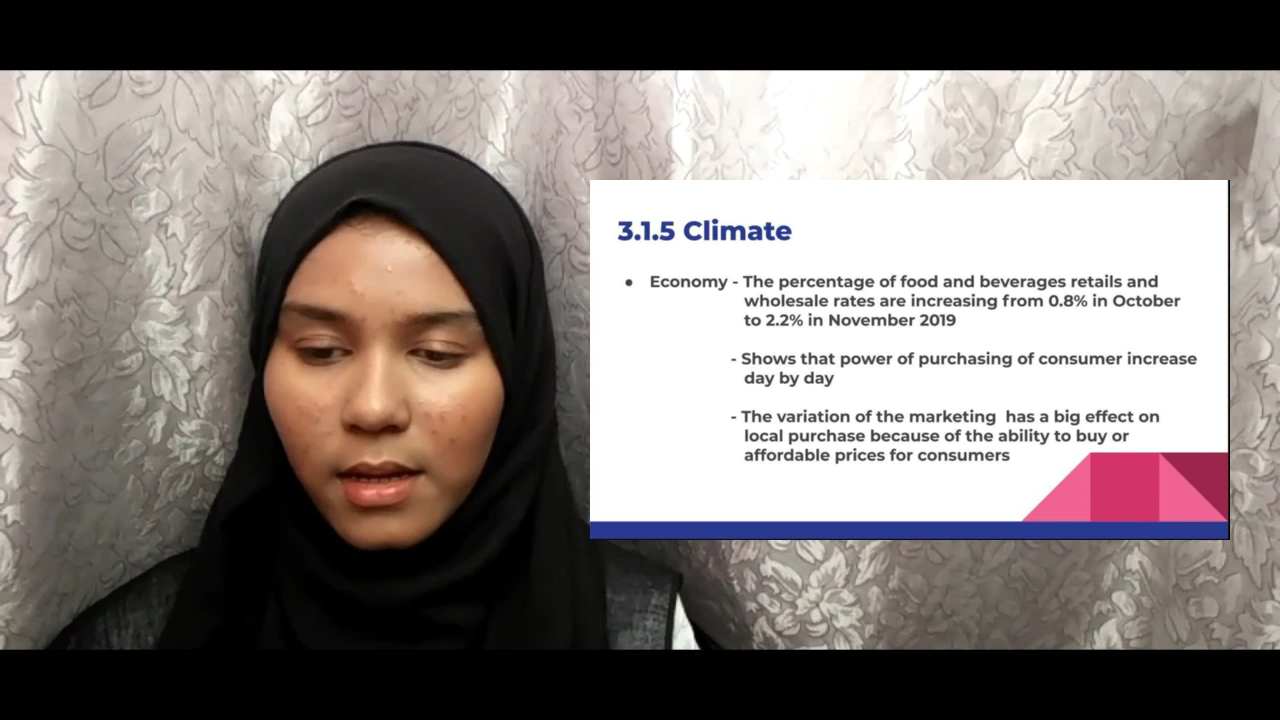 3.1.5 Climate
● Economy - The percentage of food and beverages retails and
wholesale rates are increasing from 0.8% in October
to 2.2% in November 2019
- Shows that power of purchasing of consumer increase
day by day
- The variation of the marketing has a big effect on
local purchase because of the ability to buy or
affordable prices for consumers